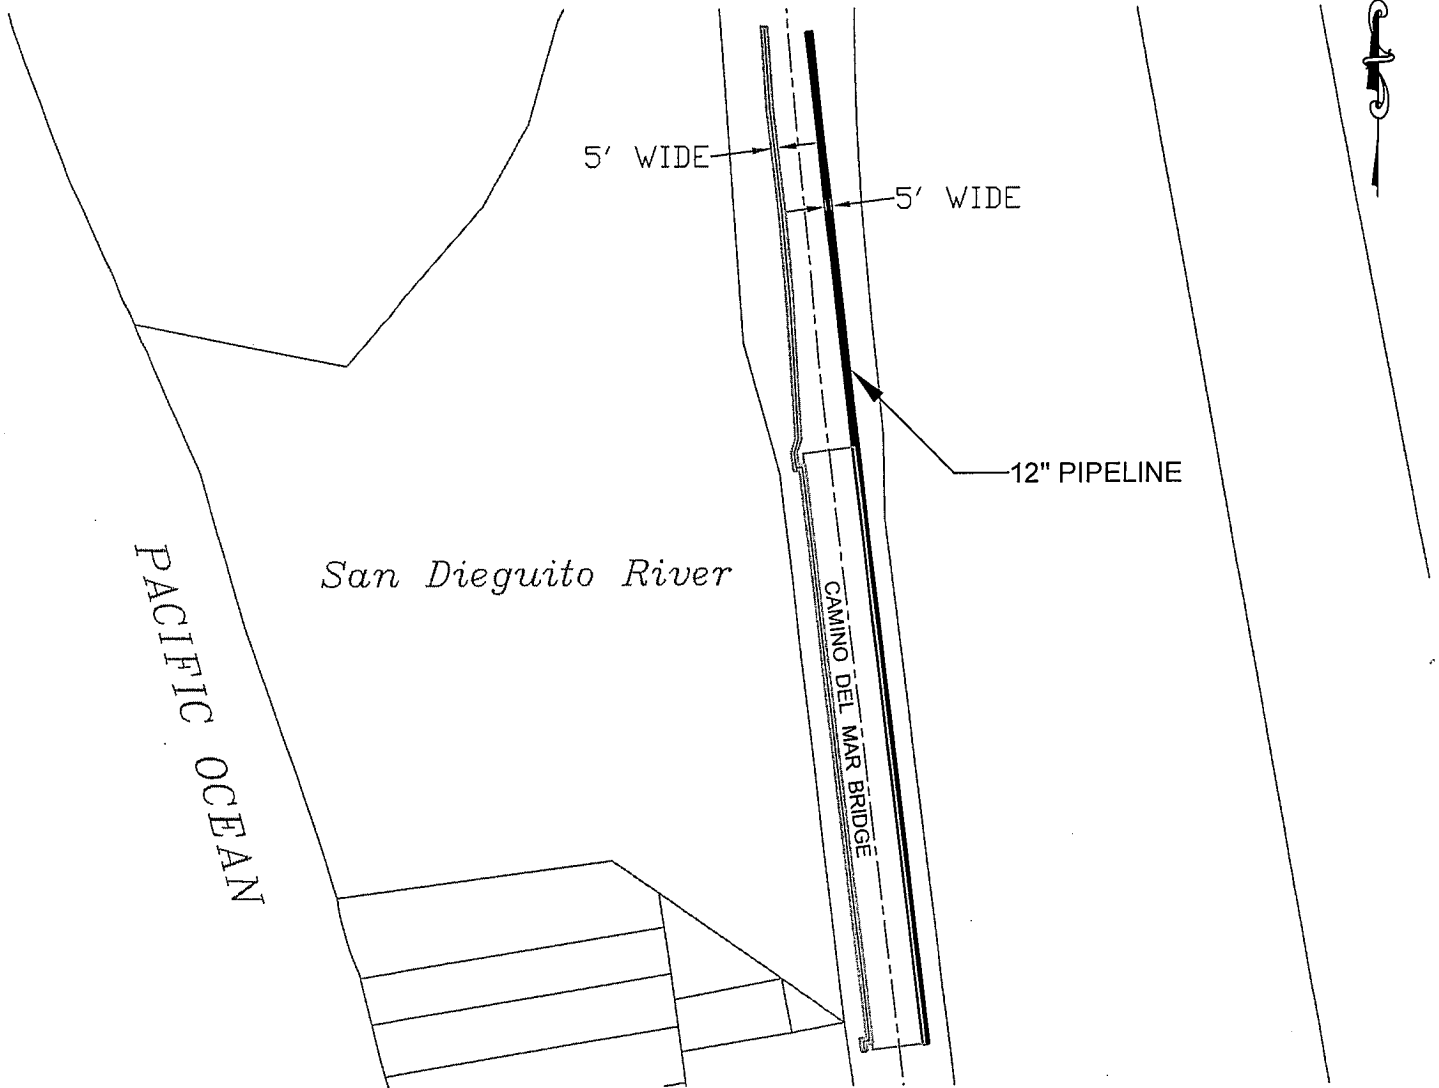 5' WIDE
5' WIDE
12" PIPELINE
San Dieguito River
PACIFIC OCEAN
CAMINO DEL MAR BRIDGE